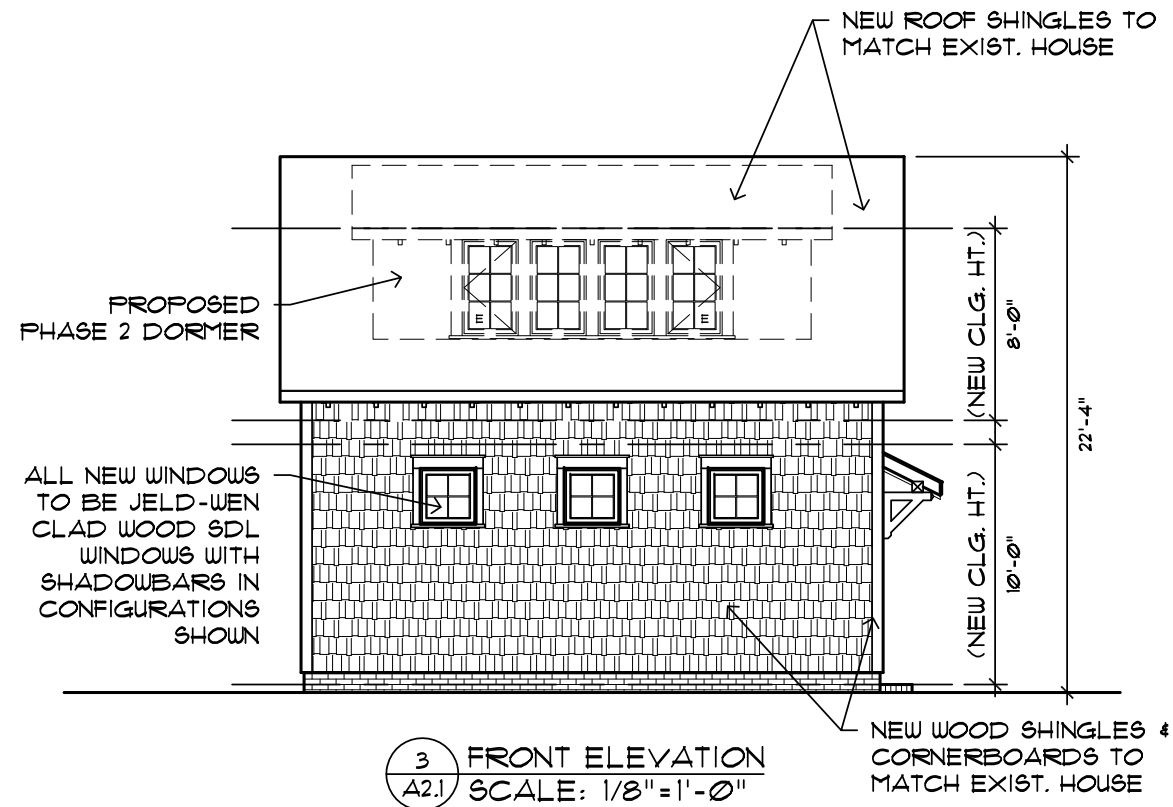 NEW ROOF SHINGLES TO
MATCH EXIST. HOUSE
PROPOSED
PHASE 2 DORMER
(NEW CLG. HT.)
8'-0"
22'-4"
E
E
ALL NEW WINDOWS
TO BE JELD-WEN
CLAD WOOD SDL
WINDOWS WITH
SHADOWBARS IN
CONFIGURATIONS
SHOWN
(NEW CLG. HT.)
10'-0"
NEW WOOD SHINGLES &
CORNERBOARDS TO
MATCH EXIST. HOUSE
3
A2.1
FRONT ELEVATION
SCALE: 1/8"=1'-0"